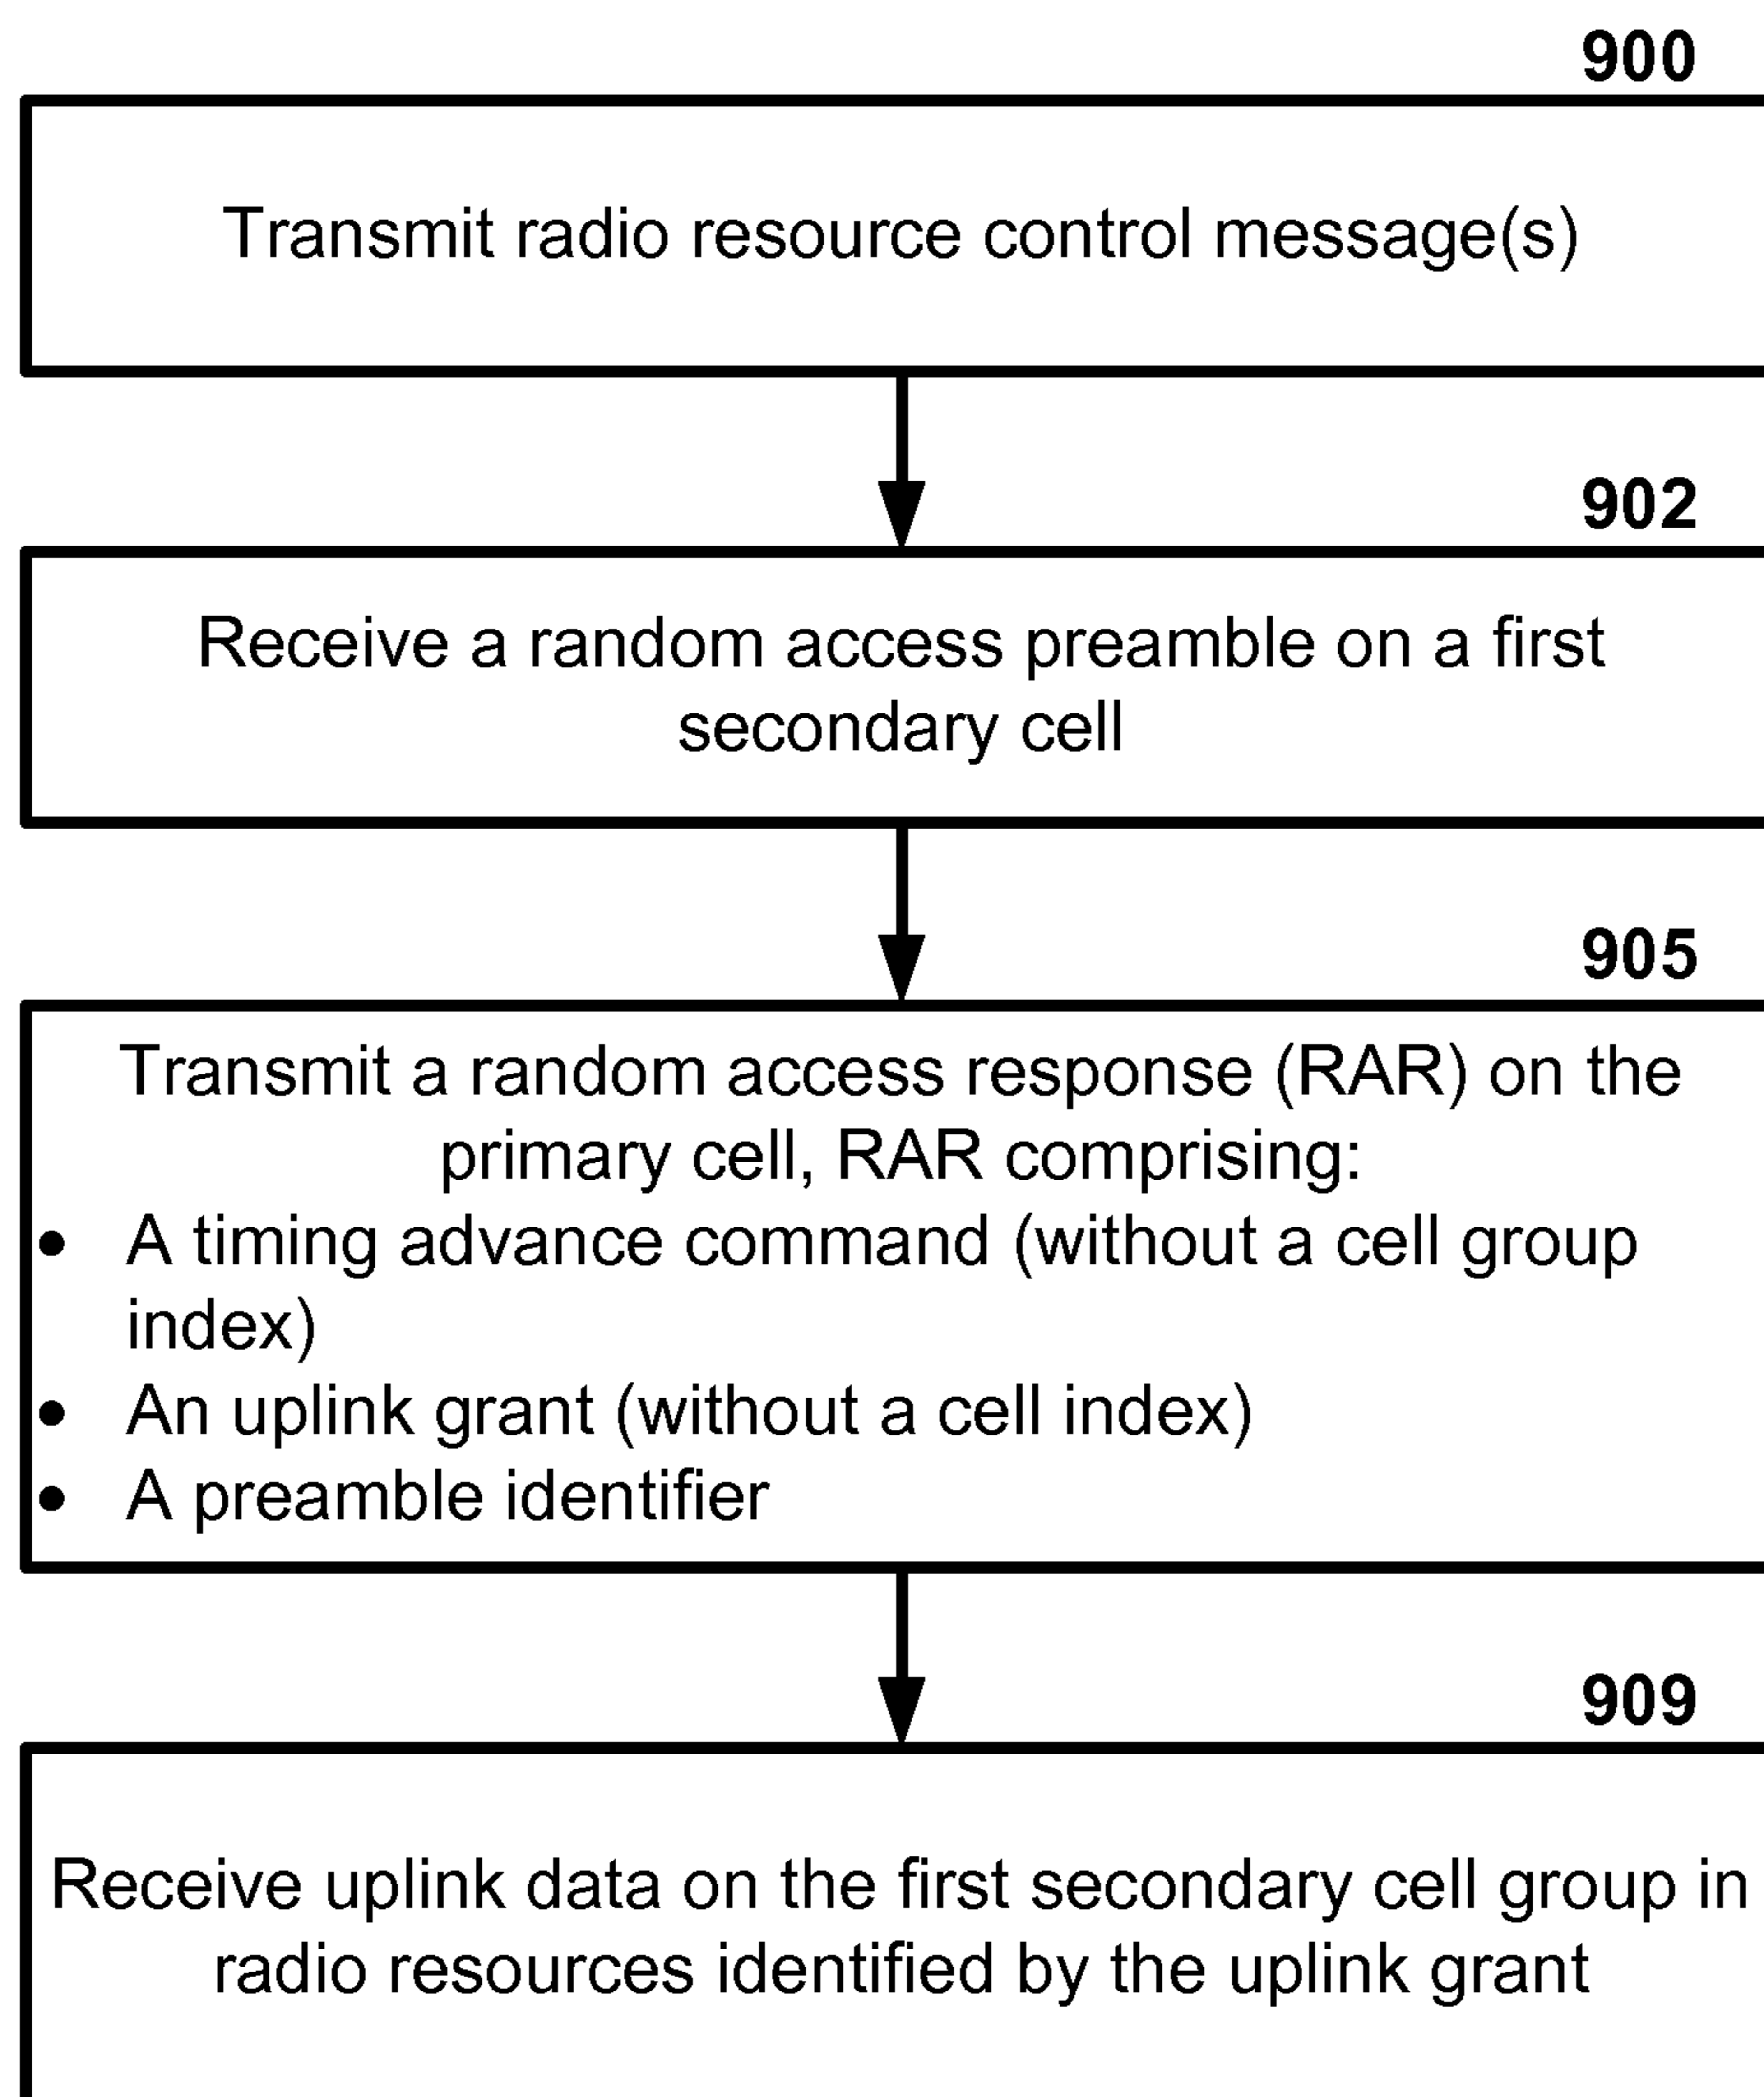 900
Transmit radio resource control message(s)
902
Receive a random access preamble on a first
secondary cell
905
Transmit a random access response (RAR) on the
primary cell, RAR comprising:
• A timing advance command (without a cell group
index)
• An uplink grant (without a cell index)
• A preamble identifier
909
Receive uplink data on the first secondary cell group in
radio resources identified by the uplink grant